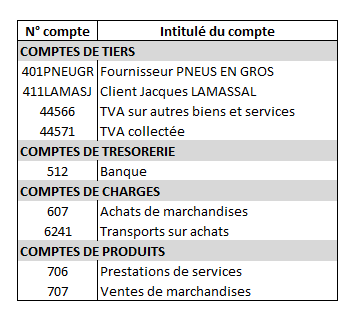 N° compte Intitulé du compte
COMPTES DE TIERS
401PNEUGR Fournisseur PNEUS EN GROS
411LAMASJ Client Jacques LAMASSAL
44566 TVA sur autres biens et services
44571 TVA collectée
COMPTES DE TRESORERIE
512 Banque
COMPTES DE CHARGES
607 Achats de marchandises
6241 Transports sur achats
COMPTES DE PRODUITS
706 Prestations de services
707 Ventes de marchandises